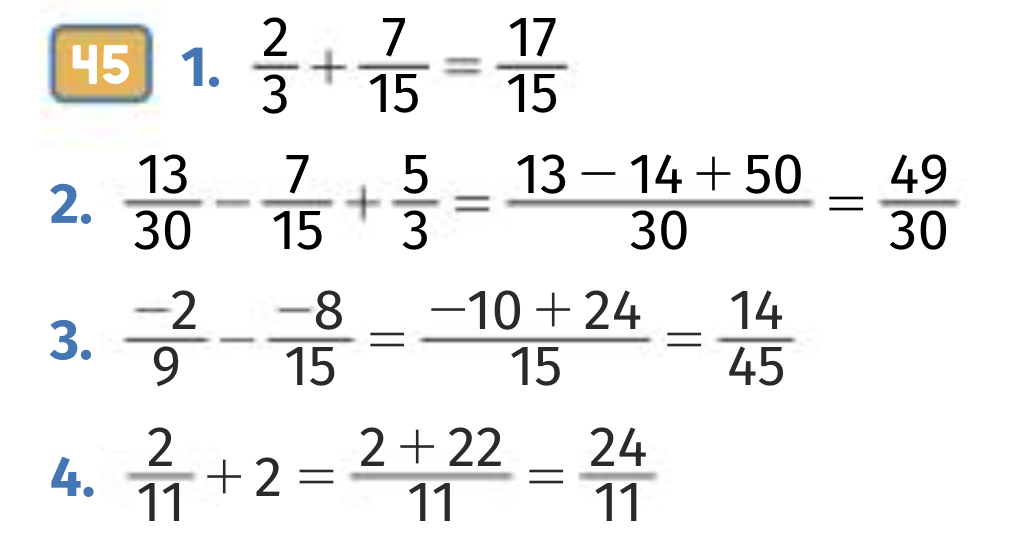 45 1. 2/3 + 7/15 = 17/15
2. 13/30 − 7/15 + 5/3 = (13 − 14 + 50)/30 = 49/30
3. −2/9 − −8/15 = (−10 + 24)/15 = 14/45
4. 2/11 + 2 = (2 + 22)/11 = 24/11